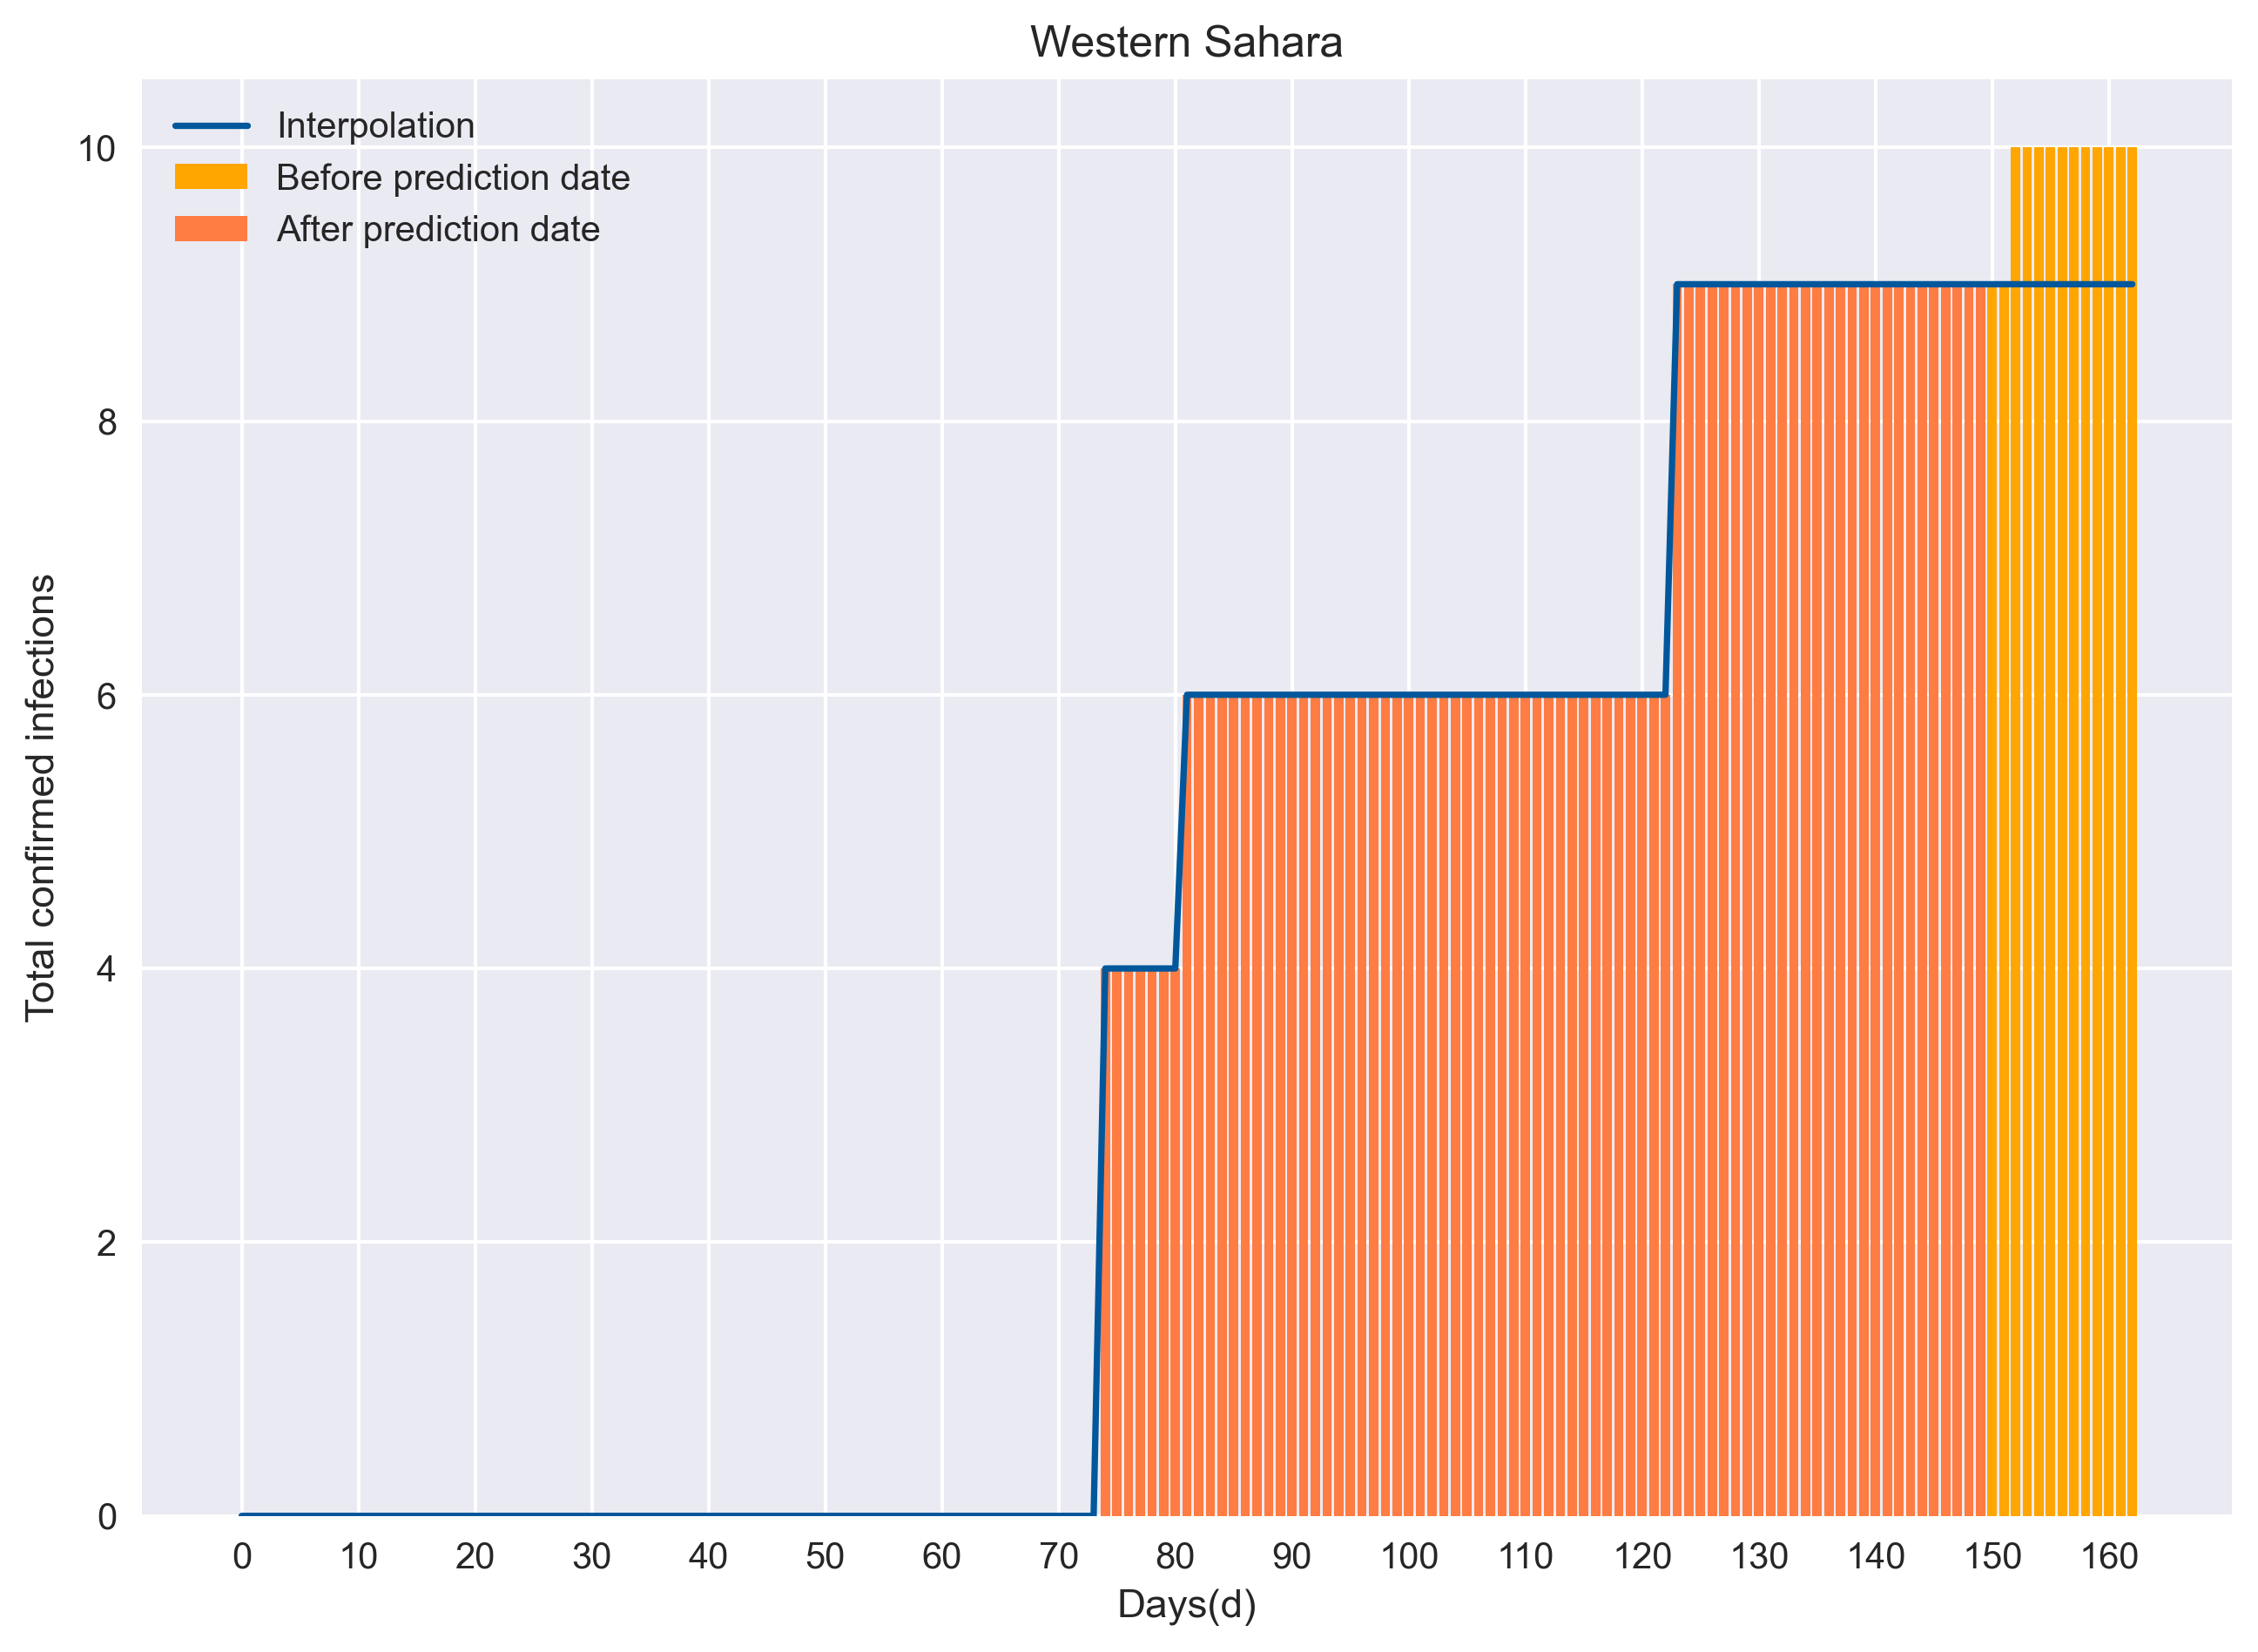 Western Sahara
Interpolation
Before prediction date
After prediction date
Total confirmed infections
10
8
6
4
2
0
0 10 20 30 40 50 60 70 80 90 100 110 120 130 140 150 160
Days(d)